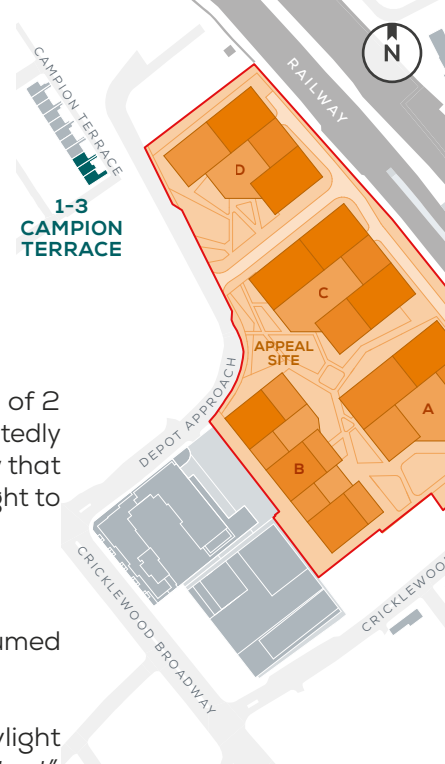 N
RAILWAY
CAMPION TERRACE
D
1-3
CAMPION
TERRACE
C
APPEAL
SITE
A
of 2
DEPOT APPROACH
tedly
that
B
ght to
CRICKLEWOOD BROADWAY
CRICKLEWOO
umed
ylight